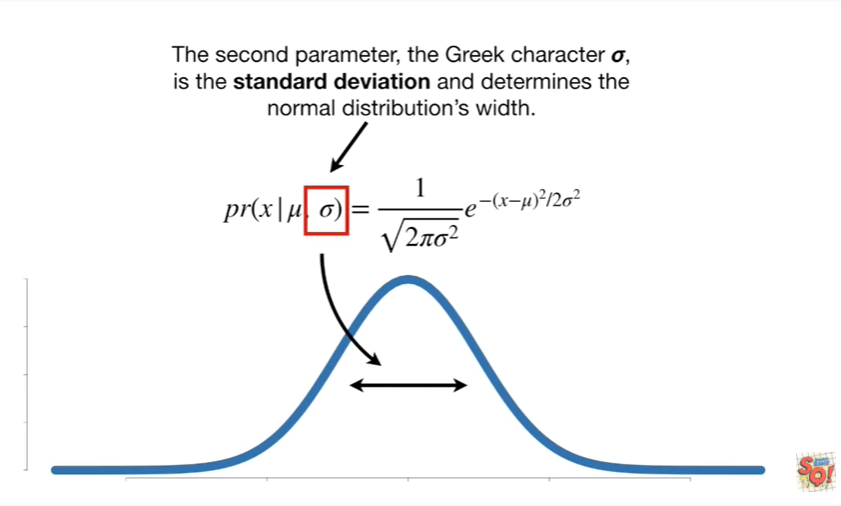 The second parameter, the Greek character σ,
is the standard deviation and determines the
normal distribution’s width.
pr(x|μ, σ) = 1/√2πσ² e^−(x−μ)²/2σ²
SQ!